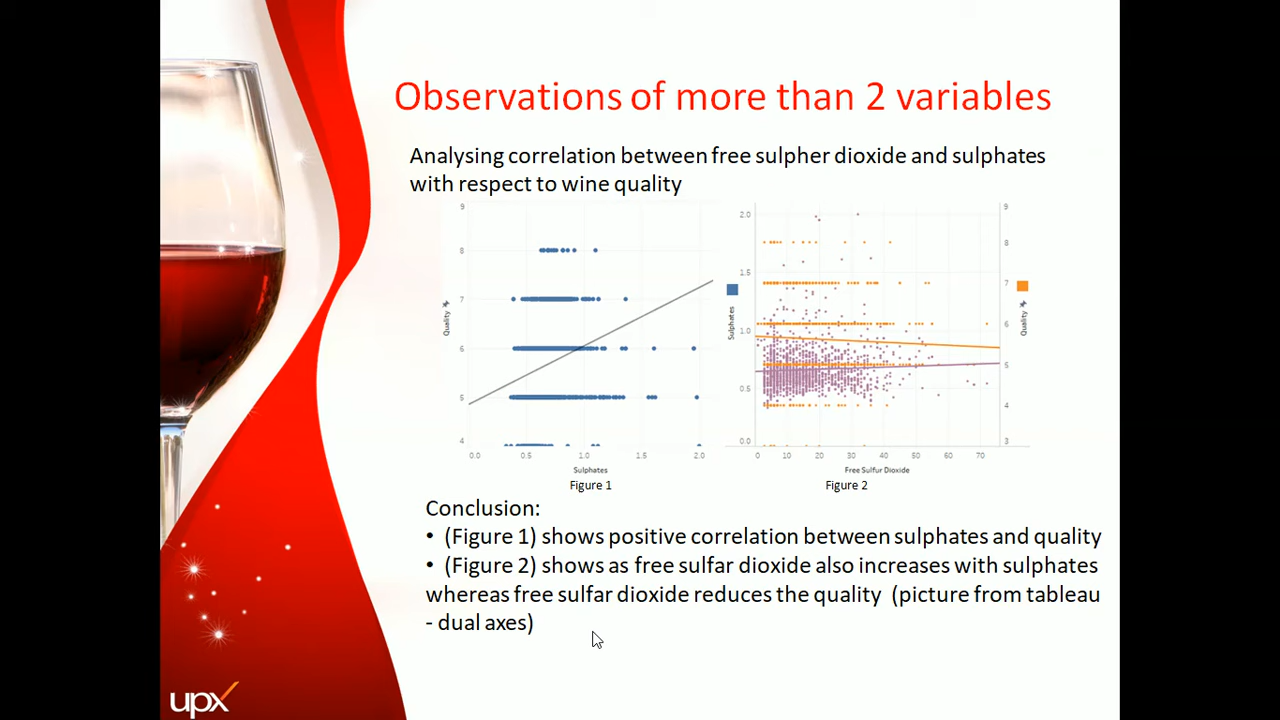 Observations of more than 2 variables
Analysing correlation between free sulpher dioxide and sulphates
with respect to wine quality
9
8
7
6
5
4
Quality
0.0 0.5 1.0 1.5 2.0
Sulphates
Figure 1
2.0
1.5
1.0
0.5
0.0
Sulphates
9
8
7
6
5
4
3
Quality
0 10 20 30 40 50 60 70
Free Sulfur Dioxide
Figure 2
Conclusion:
• (Figure 1) shows positive correlation between sulphates and quality
• (Figure 2) shows as free sulfar dioxide also increases with sulphates
whereas free sulfar dioxide reduces the quality (picture from tableau
- dual axes)
upx